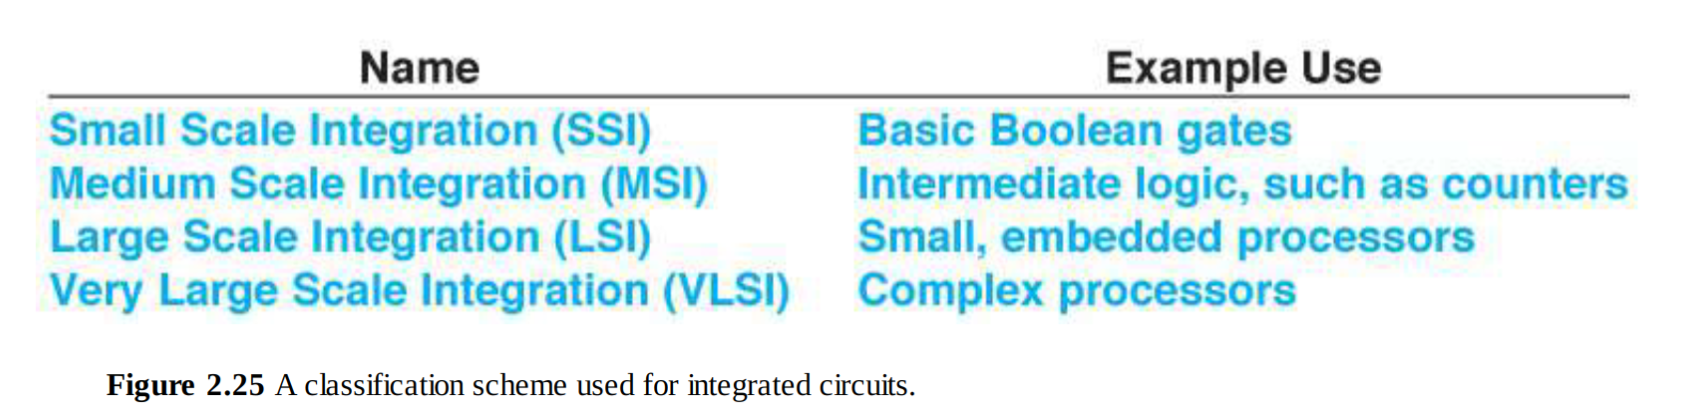 Name Example Use
Small Scale Integration (SSI) Basic Boolean gates
Medium Scale Integration (MSI) Intermediate logic, such as counters
Large Scale Integration (LSI) Small, embedded processors
Very Large Scale Integration (VLSI) Complex processors
Figure 2.25 A classification scheme used for integrated circuits.